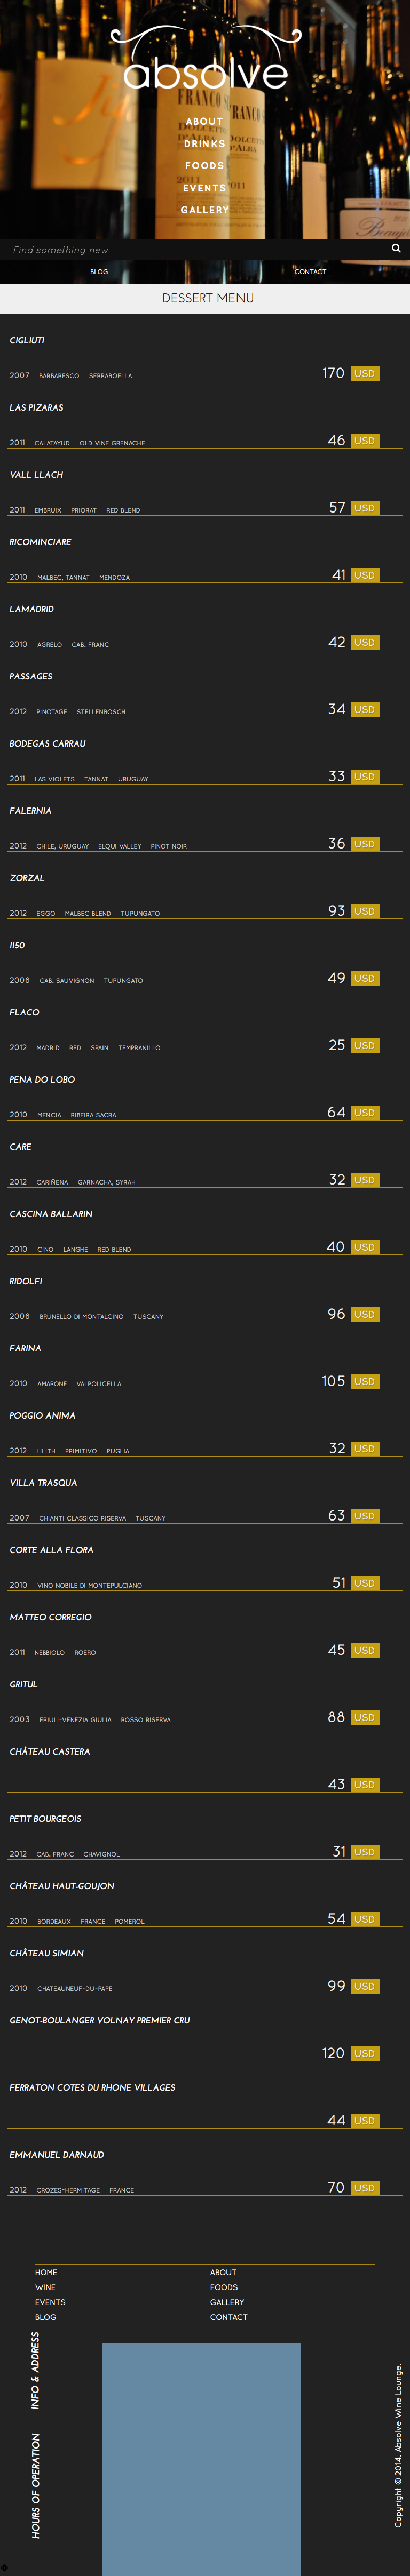 absolve
ABOUT
DRINKS
FOODS
EVENTS
GALLERY
FRANCO
DOLCETTO
D'ALBA
Find something new
BLOG CONTACT
DESSERT MENU
CIGLIUTI
2007 BARBARESCO SERRABOELLA 170 USD
LAS PIZARAS
2011 CALATAYUD OLD VINE GRENACHE 46 USD
VALL LLACH
2011 EMBRUIX PRIORAT RED BLEND 57 USD
RICOMINCIARE
2010 MALBEC, TANNAT MENDOZA 41 USD
LAMADRID
2010 AGRELO CAB. FRANC 42 USD
PASSAGES
2012 PINOTAGE STELLENBOSCH 34 USD
BODEGAS CARRAU
2011 LAS VIOLETS TANNAT URUGUAY 33 USD
FALERNIA
2012 CHILE, URUGUAY ELQUI VALLEY PINOT NOIR 36 USD
ZORZAL
2012 EGGO MALBEC BLEND TUPUNGATO 93 USD
1150
2008 CAB. SAUVIGNON TUPUNGATO 49 USD
FLACO
2012 MADRID RED SPAIN TEMPRANILLO 25 USD
PENA DO LOBO
2010 MENCIA RIBEIRA SACRA 64 USD
CARE
2012 CARIÑENA GARNACHA, SYRAH 32 USD
CASCINA BALLARIN
2010 CINO LANGHE RED BLEND 40 USD
RIDOLFI
2008 BRUNELLO DI MONTALCINO TUSCANY 96 USD
FARINA
2010 AMARONE VALPOLICELLA 105 USD
POGGIO ANIMA
2012 LILITH PRIMITIVO PUGLIA 32 USD
VILLA TRASQUA
2007 CHIANTI CLASSICO RISERVA TUSCANY 63 USD
CORTE ALLA FLORA
2010 VINO NOBILE DI MONTEPULCIANO 51 USD
MATTEO CORREGIO
2011 NEBBIOLO ROERO 45 USD
GRITUL
2003 FRIULI-VENEZIA GIULIA ROSSO RISERVA 88 USD
CHÂTEAU CASTERA
43 USD
PETIT BOURGEOIS
2012 CAB. FRANC CHAVIGNOL 31 USD
CHÂTEAU HAUT-GOUJON
2010 BORDEAUX FRANCE POMEROL 54 USD
CHÂTEAU SIMIAN
2010 CHATEAUNEUF-DU-PAPE 99 USD
GENOT-BOULANGER VOLNAY PREMIER CRU
120 USD
FERRATON COTES DU RHONE VILLAGES
44 USD
EMMANUEL DARNAUD
2012 CROZES-HERMITAGE FRANCE 70 USD
HOME ABOUT
WINE FOODS
EVENTS GALLERY
BLOG CONTACT
INFO & ADDRESS
HOURS OF OPERATION
Copyright © 2014. Absolve Wine Lounge.